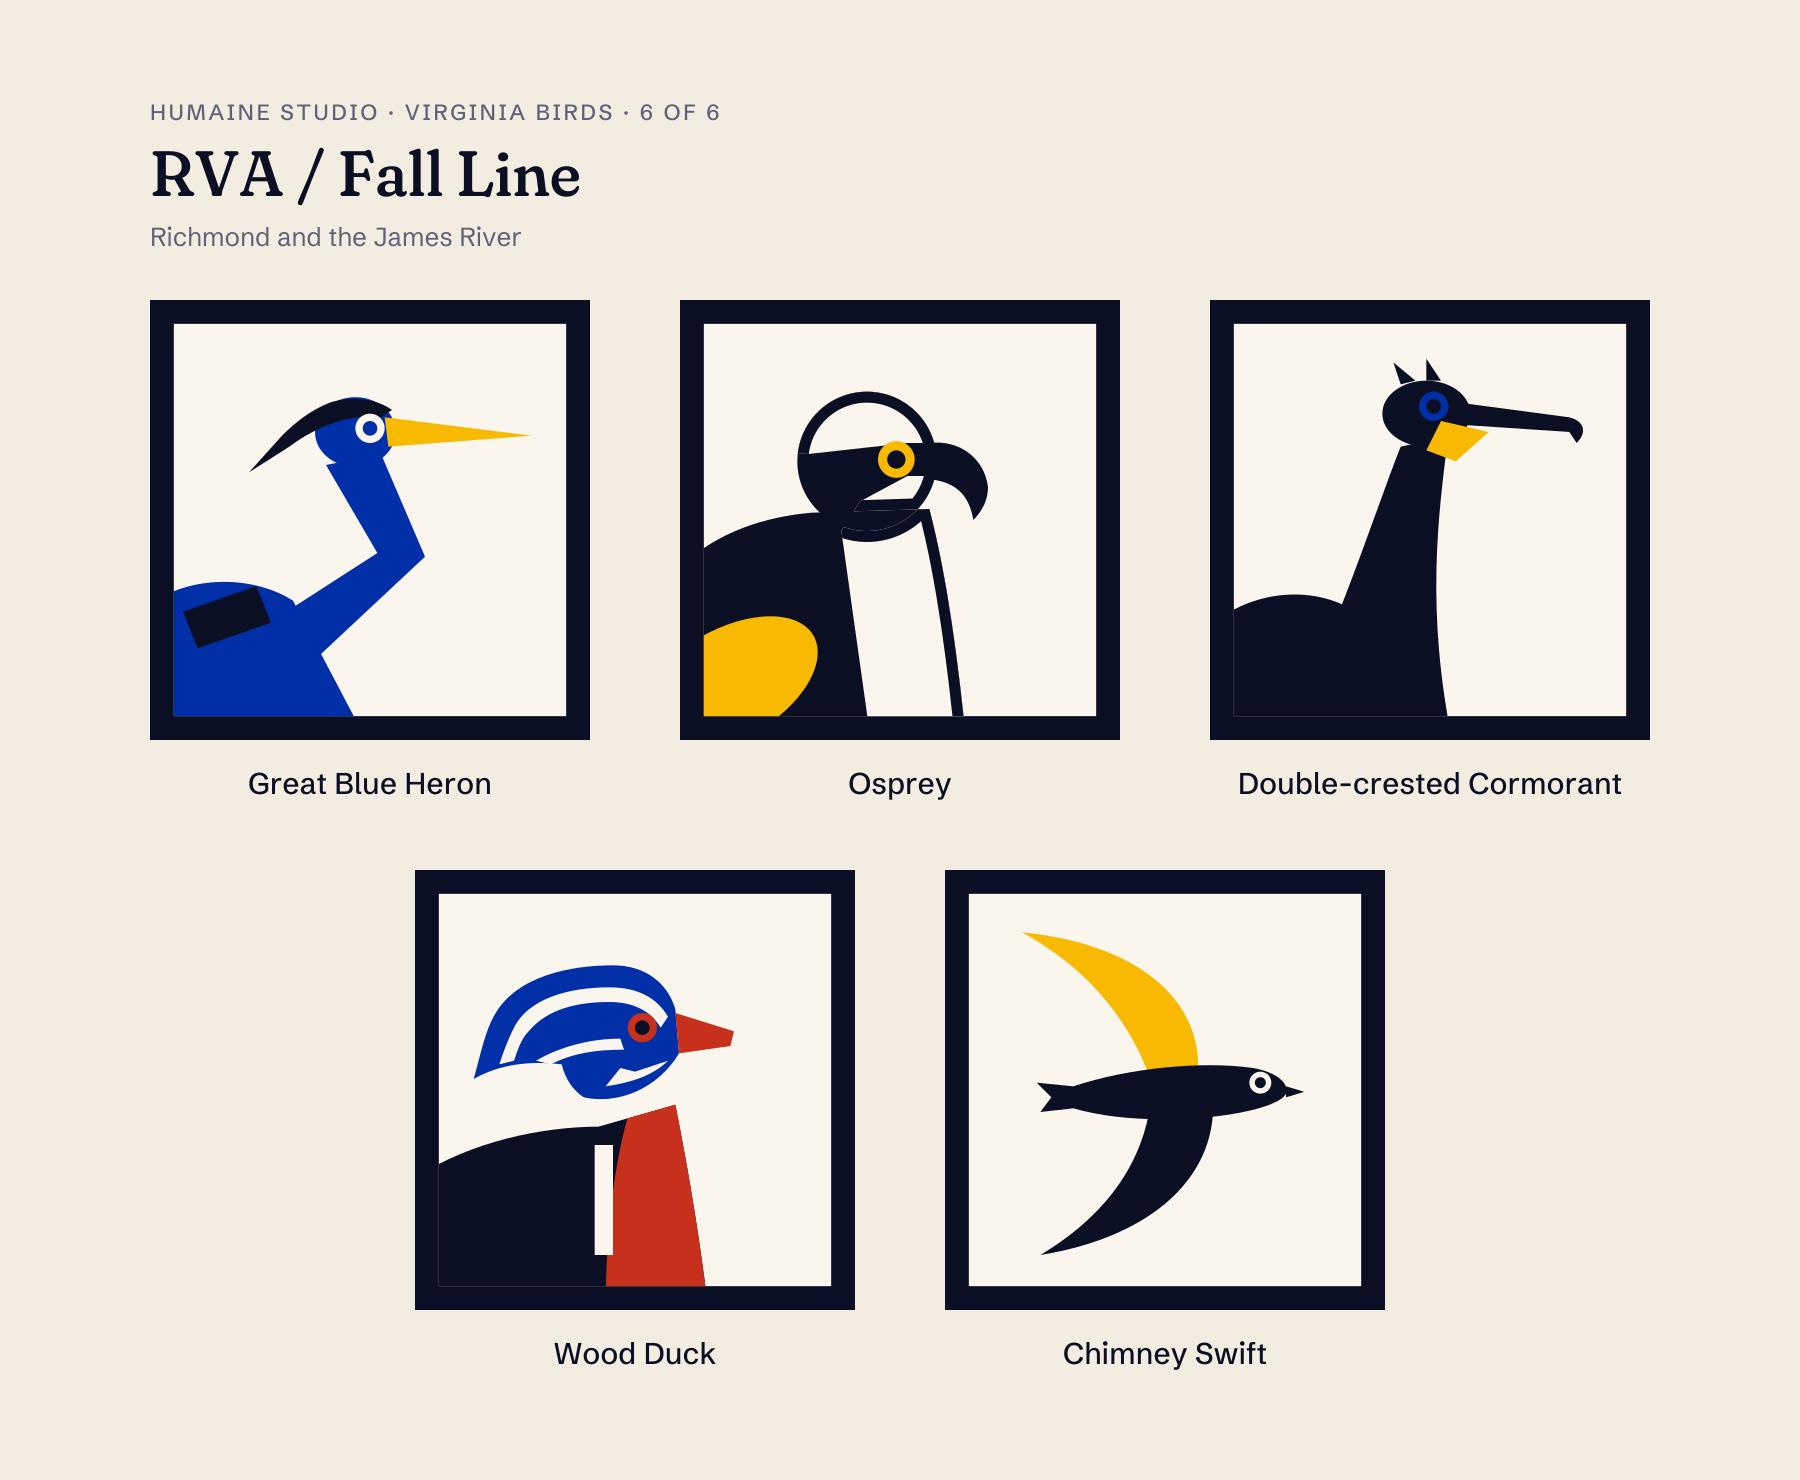 HUMAINE STUDIO · VIRGINIA BIRDS · 6 OF 6
RVA / Fall Line
Richmond and the James River
Great Blue Heron
Osprey
Double-crested Cormorant
Wood Duck
Chimney Swift